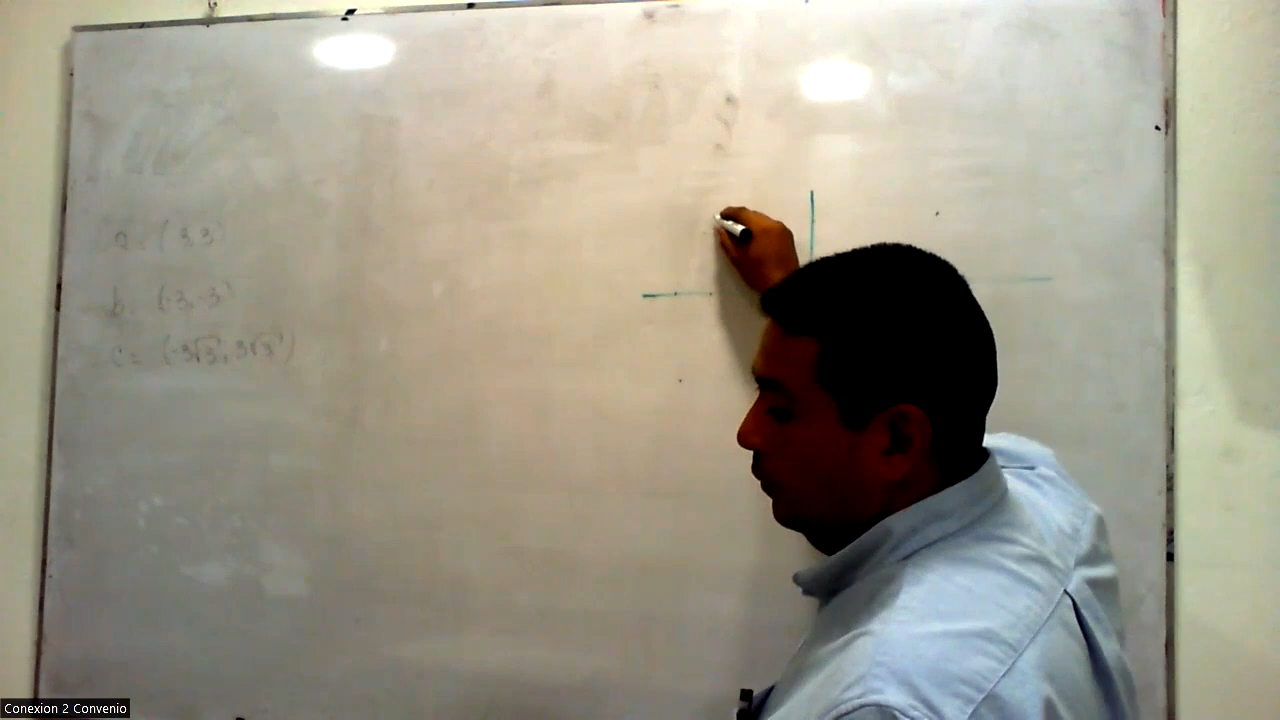 a = (3,3)
b = (-3,-3)
c = (-3√3, 3√3)
Conexion 2 Convenio